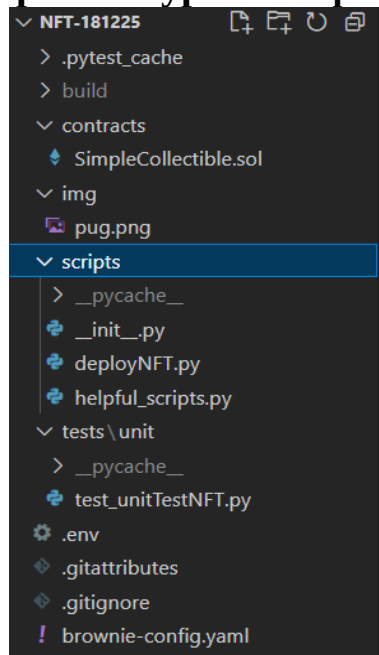 NFT-181225
.pytest_cache
build
contracts
SimpleCollectible.sol
img
pug.png
scripts
__pycache__
__init__.py
deployNFT.py
helpful_scripts.py
tests\unit
__pycache__
test_unitTestNFT.py
.env
.gitattributes
.gitignore
brownie-config.yaml